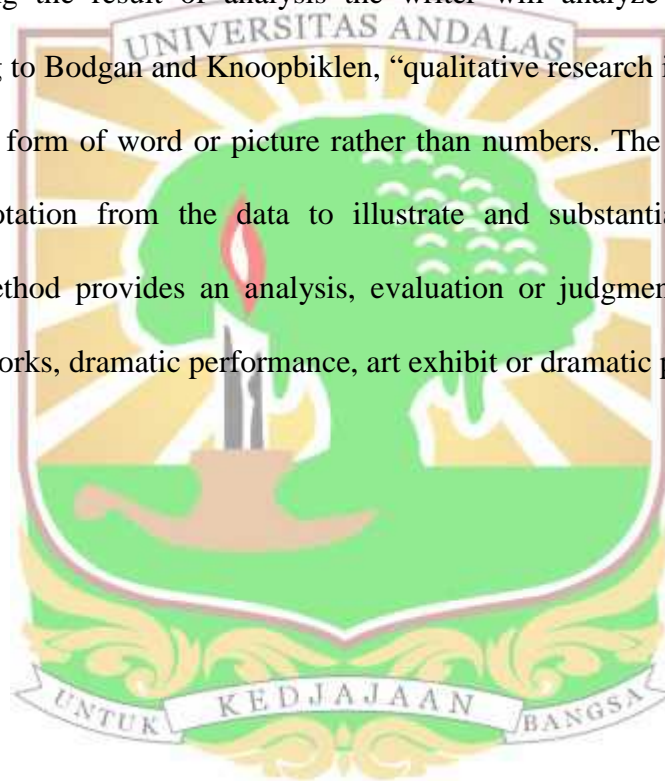 ng the result of analysis the writer will analyze
UNIVERSITAS ANDALAS
g to Bodgan and Knoopbiklen, “qualitative research i
form of word or picture rather than numbers. The
otation from the data to illustrate and substantia
ethod provides an analysis, evaluation or judgmen
orks, dramatic performance, art exhibit or dramatic p
UNTUK KEDJAJAAN BANGSA